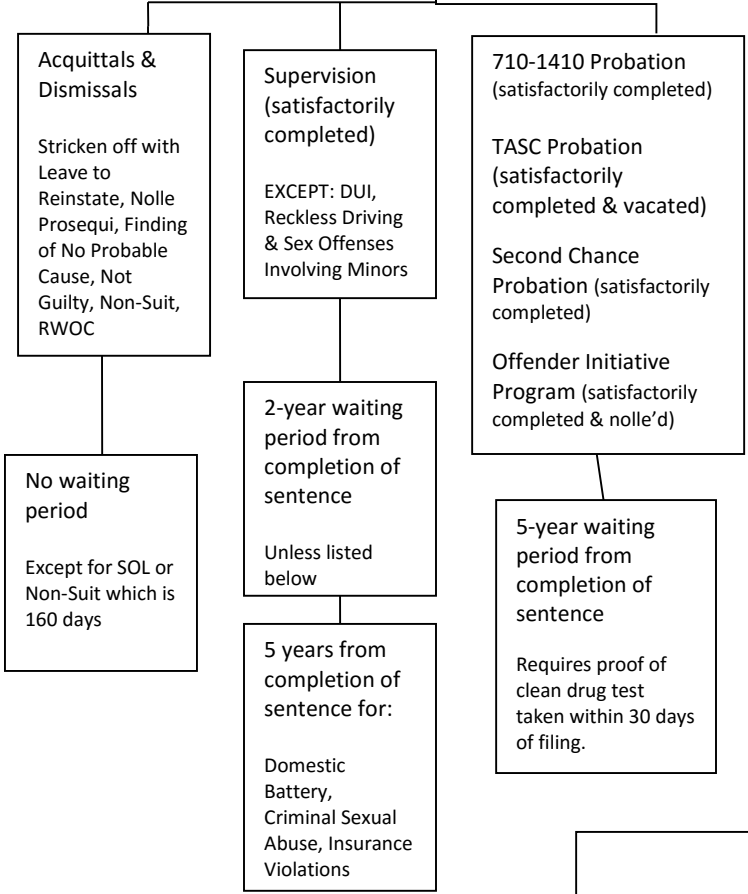 Acquittals &
Dismissals
Stricken off with
Leave to
Reinstate, Nolle
Prosequi, Finding
of No Probable
Cause, Not
Guilty, Non-Suit,
RWOC
No waiting
period
Except for SOL or
Non-Suit which is
160 days
Supervision
(satisfactorily
completed)
EXCEPT: DUI,
Reckless Driving
& Sex Offenses
Involving Minors
2-year waiting
period from
completion of
sentence
Unless listed
below
5 years from
completion of
sentence for:
Domestic
Battery,
Criminal Sexual
Abuse, Insurance
Violations
710-1410 Probation
(satisfactorily completed)
TASC Probation
(satisfactorily
completed & vacated)
Second Chance
Probation (satisfactorily
completed)
Offender Initiative
Program (satisfactorily
completed & nolle’d)
5-year waiting
period from
completion of
sentence
Requires proof of
clean drug test
taken within 30 days
of filing.